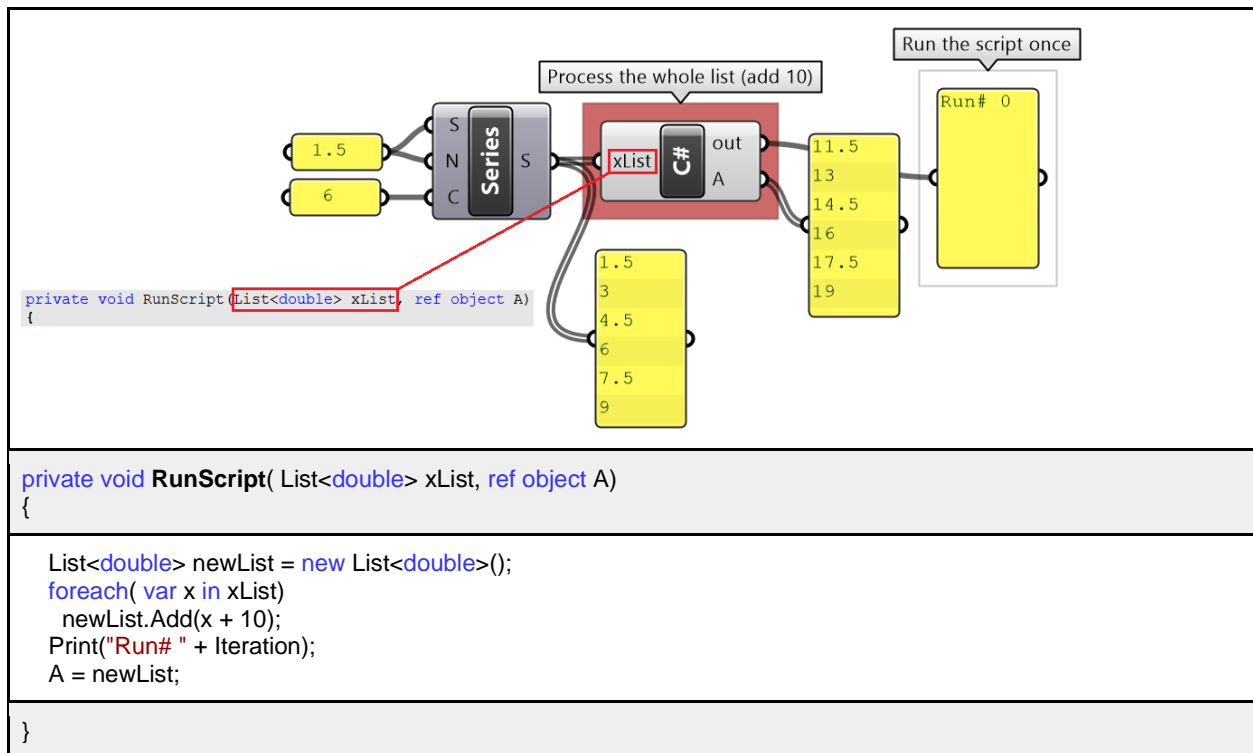 Run the script once
Process the whole list (add 10)
Run# 0
1.5
6
S
N
C
Series
S
xList
C#
out
A
11.5
13
14.5
16
17.5
19
1.5
3
4.5
6
7.5
9
private void RunScript(List<double> xList, ref object A)
{
private void RunScript( List<double> xList, ref object A)
{
List<double> newList = new List<double>();
foreach( var x in xList)
newList.Add(x + 10);
Print("Run# " + Iteration);
A = newList;
}